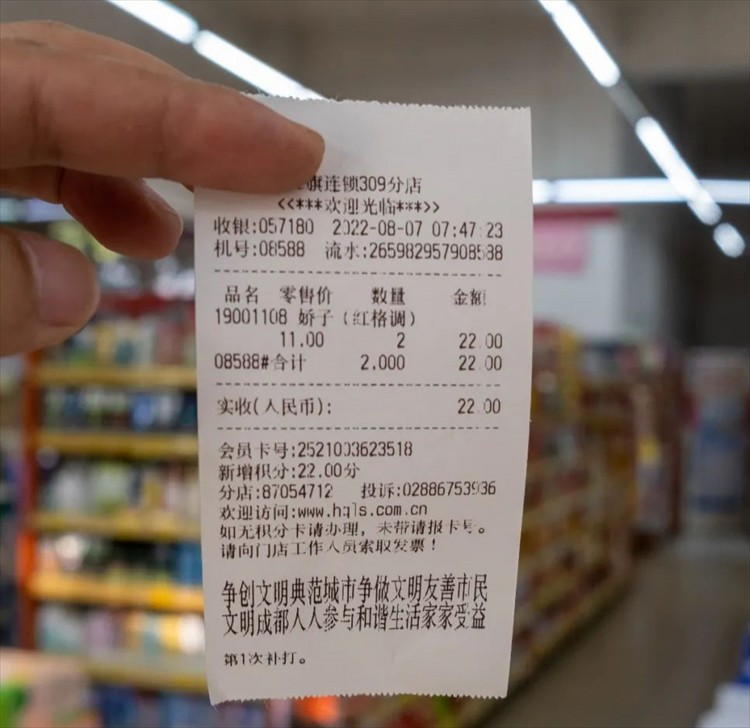 旗连锁309分店
<<***欢迎光临***>>
收银:057180 2022-08-07 07:47:23
机号:08588 流水:265982957908588
品名 零售价 数量 金额
19001108 娇子(红格调)
11.00 2 22.00
08588#合计 2.000 22.00
实收(人民币): 22.00
会员卡号:2521003623518
新增积分:22.00分
分店:87054712 投诉:02886753936
欢迎访问:www.hqls.com.cn
如无积分卡请办理，未带请报卡号。
请向门店工作人员索取发票！
争创文明典范城市争做文明友善市民
文明成都人人参与和谐生活家家受益
第1次补打。